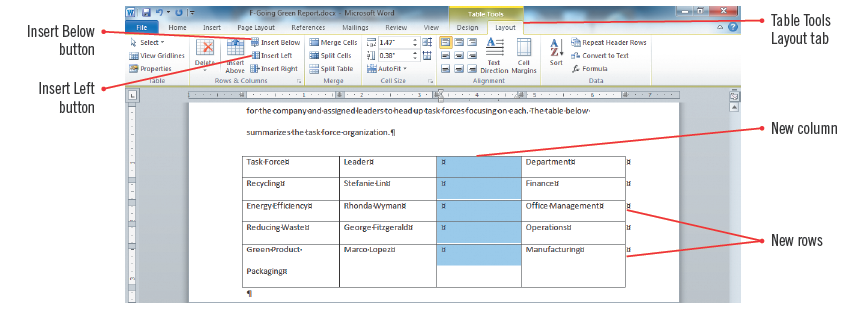 F-Going Green Report.docx - Microsoft Word
Table Tools
File Home Insert Page Layout References Mailings Review View Design Layout
Insert Below button
Insert Left button
Table Tools Layout tab
New column
New rows
Select
View Gridlines
Properties
Table
Delete
Insert Above
Insert Below
Insert Left
Insert Right
Rows & Columns
Merge Cells
Split Cells
Split Table
Merge
1.47"
0.38"
AutoFit
Cell Size
Text Direction
Cell Margins
Alignment
Sort
Repeat Header Rows
Convert to Text
Formula
Data
for the company and assigned leaders to head up task forces focusing on each. The table below
summarizes the task force organization.¶
Task Force¤ Leader¤ ¤ Department¤ ¤
Recycling¤ Stefanie Lin¤ ¤ Finance¤ ¤
Energy Efficiency¤ Rhonda Wyman¤ ¤ Office Management¤ ¤
Reducing Waste¤ George Fitzgerald¤ ¤ Operations¤ ¤
Green Product Marco Lopez¤ ¤ Manufacturing¤ ¤
Packaging¤
¶